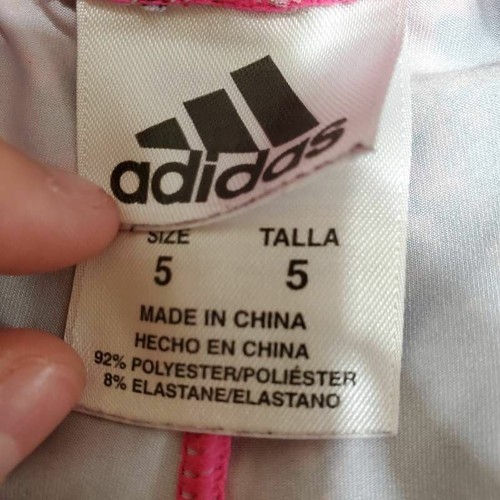 adidas
SIZE TALLA
5 5
MADE IN CHINA
HECHO EN CHINA
92% POLYESTER/POLIÉSTER
8% ELASTANE/ELASTANO